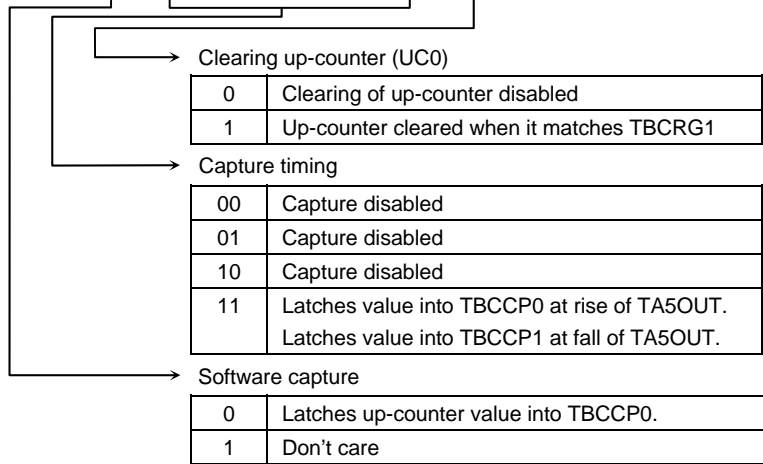 Clearing up-counter (UC0)
0 Clearing of up-counter disabled
1 Up-counter cleared when it matches TBCRG1
Capture timing
00 Capture disabled
01 Capture disabled
10 Capture disabled
11 Latches value into TBCCP0 at rise of TA5OUT.
Latches value into TBCCP1 at fall of TA5OUT.
Software capture
0 Latches up-counter value into TBCCP0.
1 Don’t care